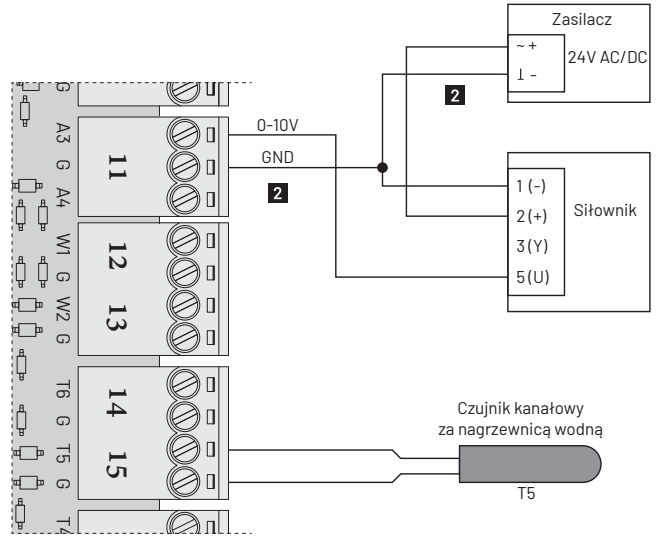 Zasilacz
~ +
24V AC/DC
⊥ -
2
G
A3
G
A4
11
0-10V
GND
2
1 (-)
2 (+)
3 (Y)
5 (U)
Siłownik
W1
G
W2
G
12
13
T6
G
T5
G
14
15
Czujnik kanałowy
za nagrzewnicą wodną
T5
T4